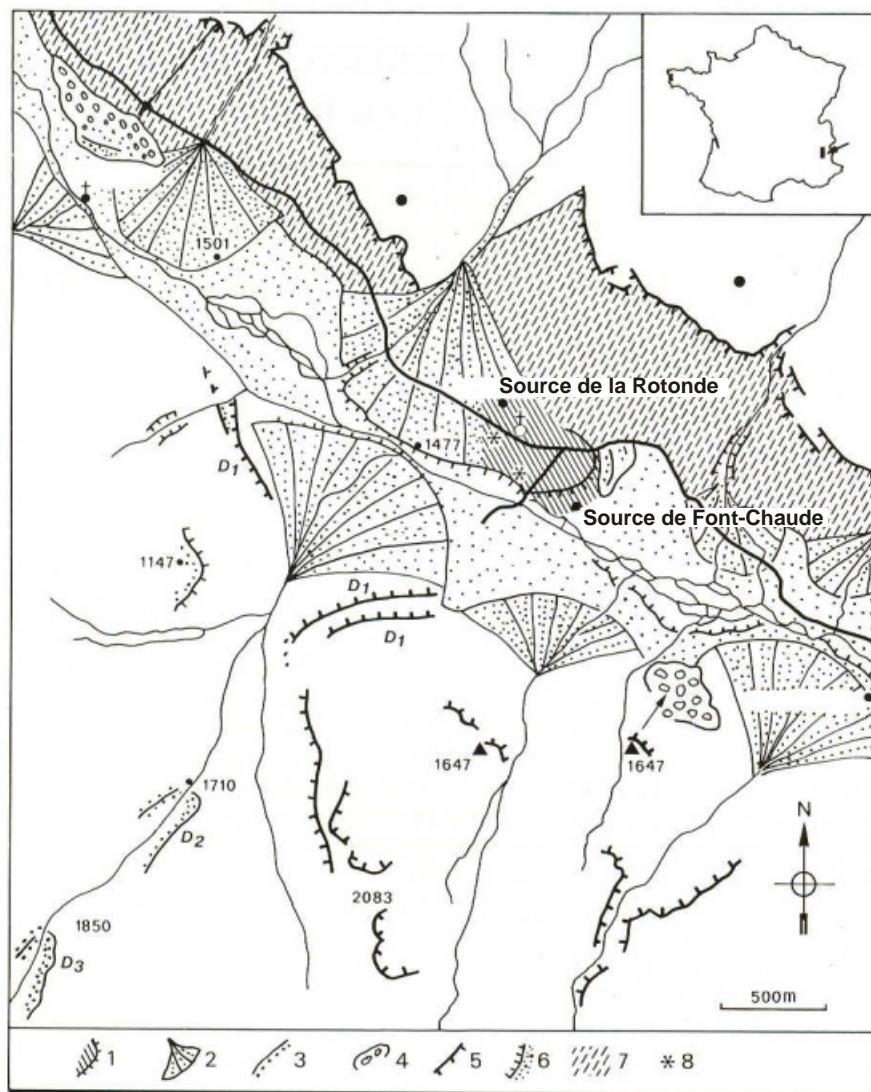 1501
Source de la Rotonde
1477
D1
Source de Font-Chaude
1147
D1
D1
1647
1647
1710
D2
N
2083
1850
D3
500m
1
2
3
4
5
6
7
8